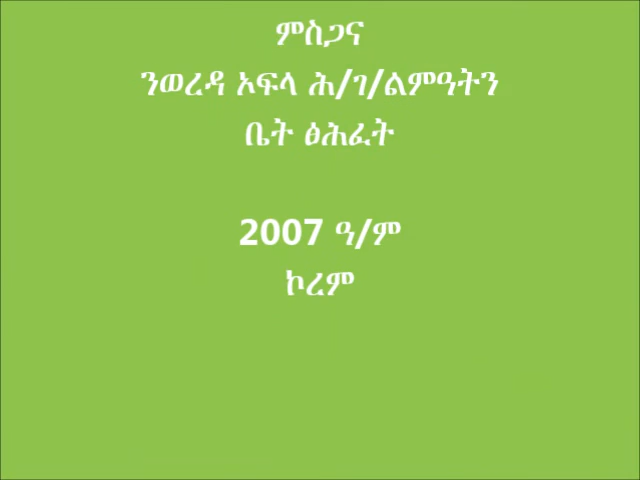 ምስጋና
ንወረዳ ኦፍላ ሕ/ገ/ልምዓትን
ቤት ፅሕፈት
2007 ዓ/ም
ኮረም